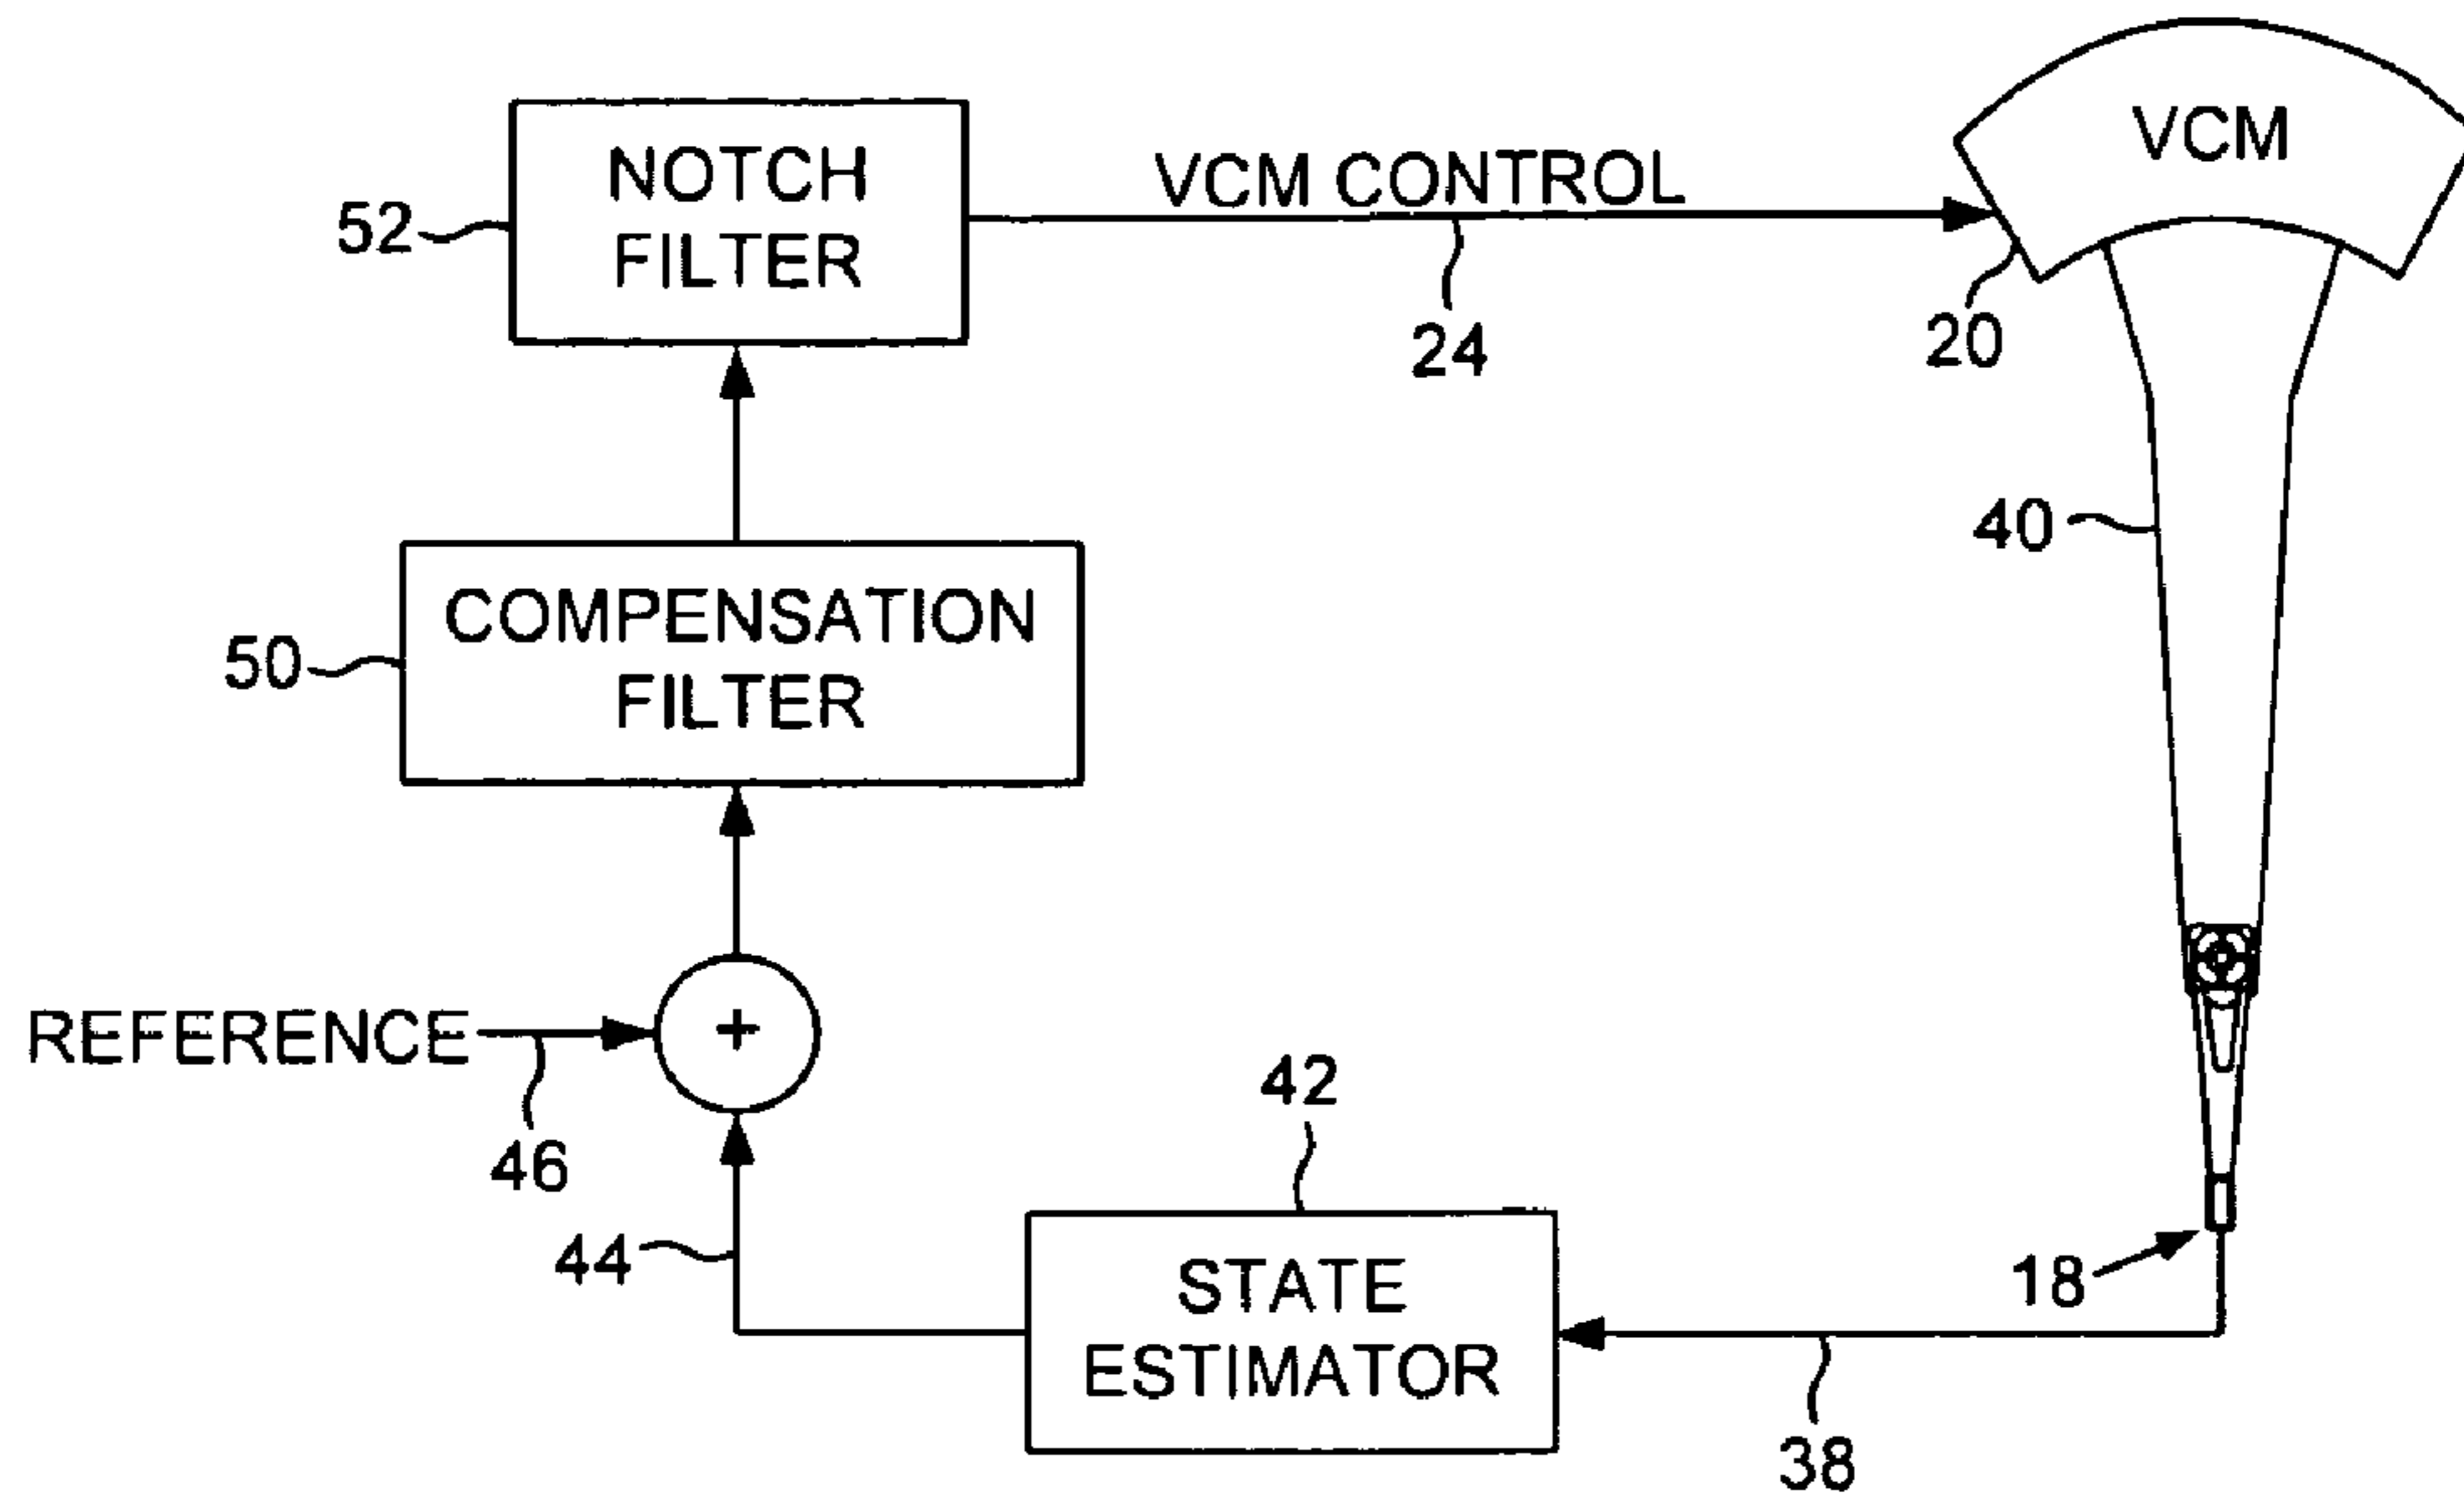 VCM
NOTCH
FILTER
VCM CONTROL
52
24
20
40
COMPENSATION
FILTER
50
REFERENCE
+
46
42
44
STATE
ESTIMATOR
18
38